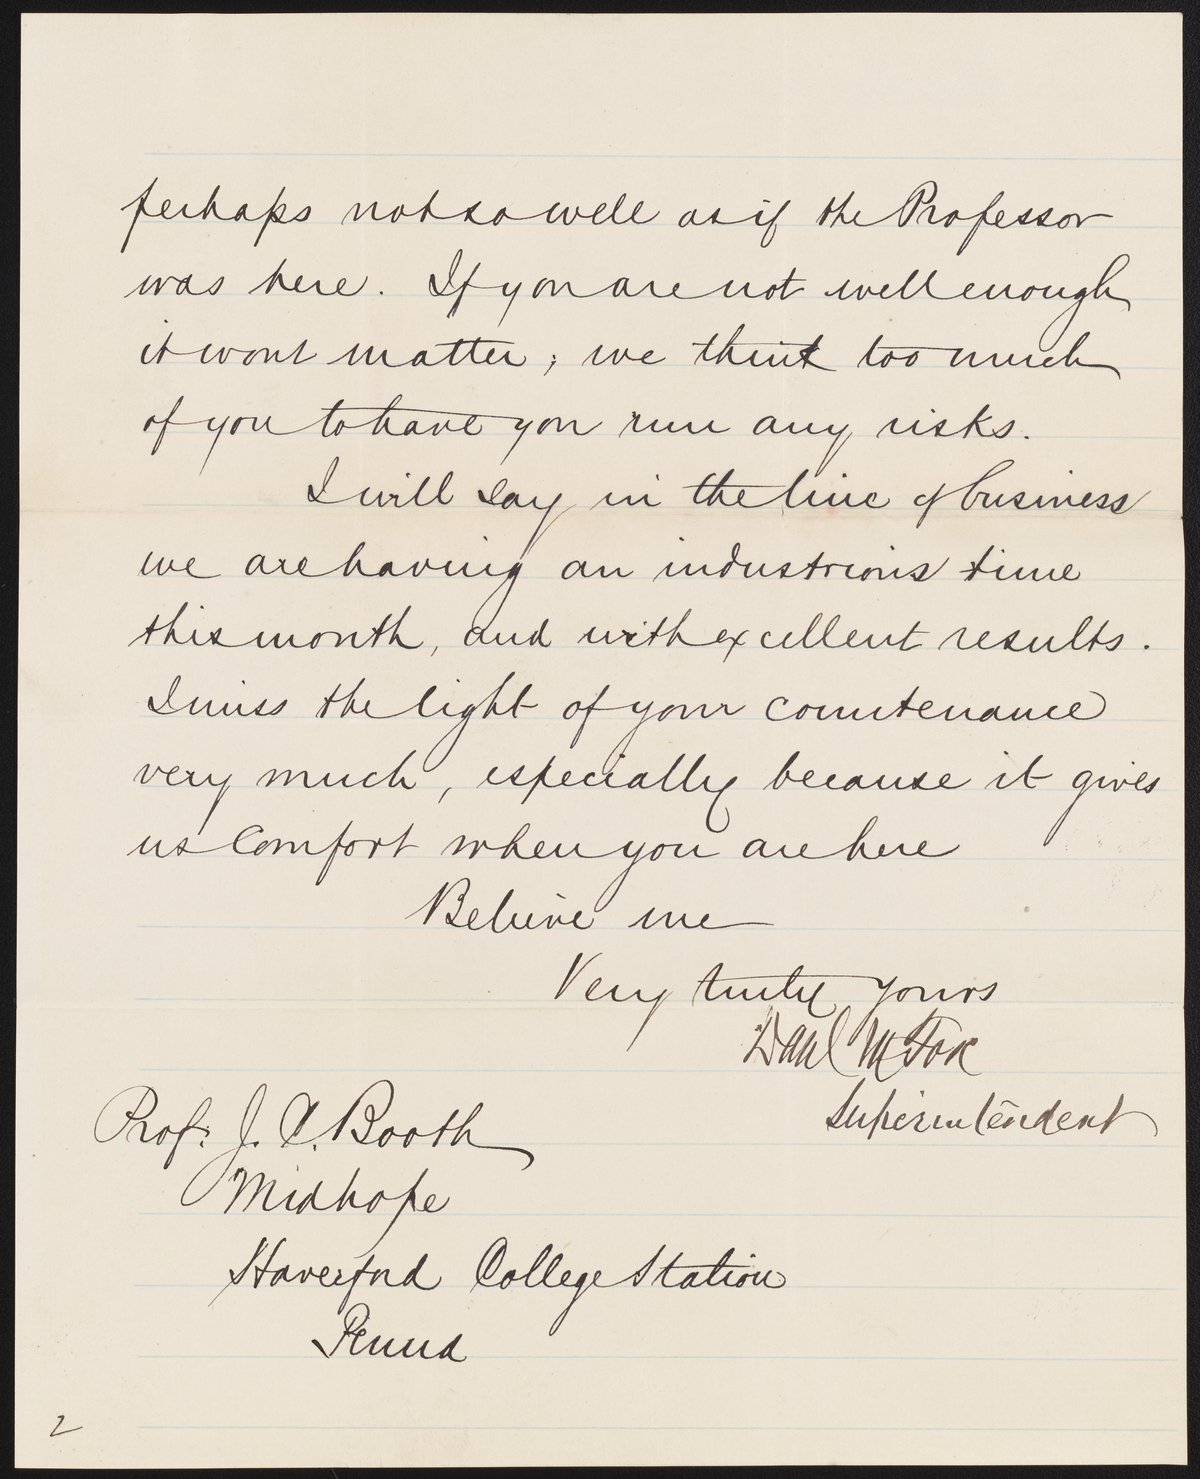 perhaps not so well as if the Professor
was here. If you are not well enough
it wont matter; we think too much
of you to have you run any risks.
I will say in the line of business
we are having an industrious time
this month, and with excellent results.
I miss the light of your countenance
very much, especially because it gives
us comfort when you are here
Believe me
Very truly yours
Danl M Fox
Superintendent
Prof. J. C. Booth
Midhope
Haverford College Station
Penna
2